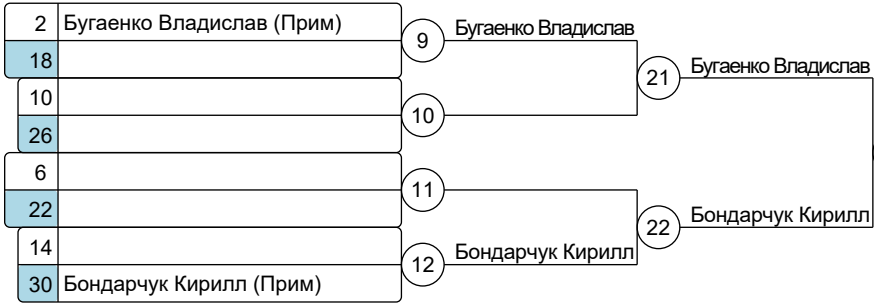 2 Бугаенко Владислав (Прим)
18
9 Бугаенко Владислав
10
26
10
21 Бугаенко Владислав
6
22
11
14
30 Бондарчук Кирилл (Прим)
12 Бондарчук Кирилл
22 Бондарчук Кирилл